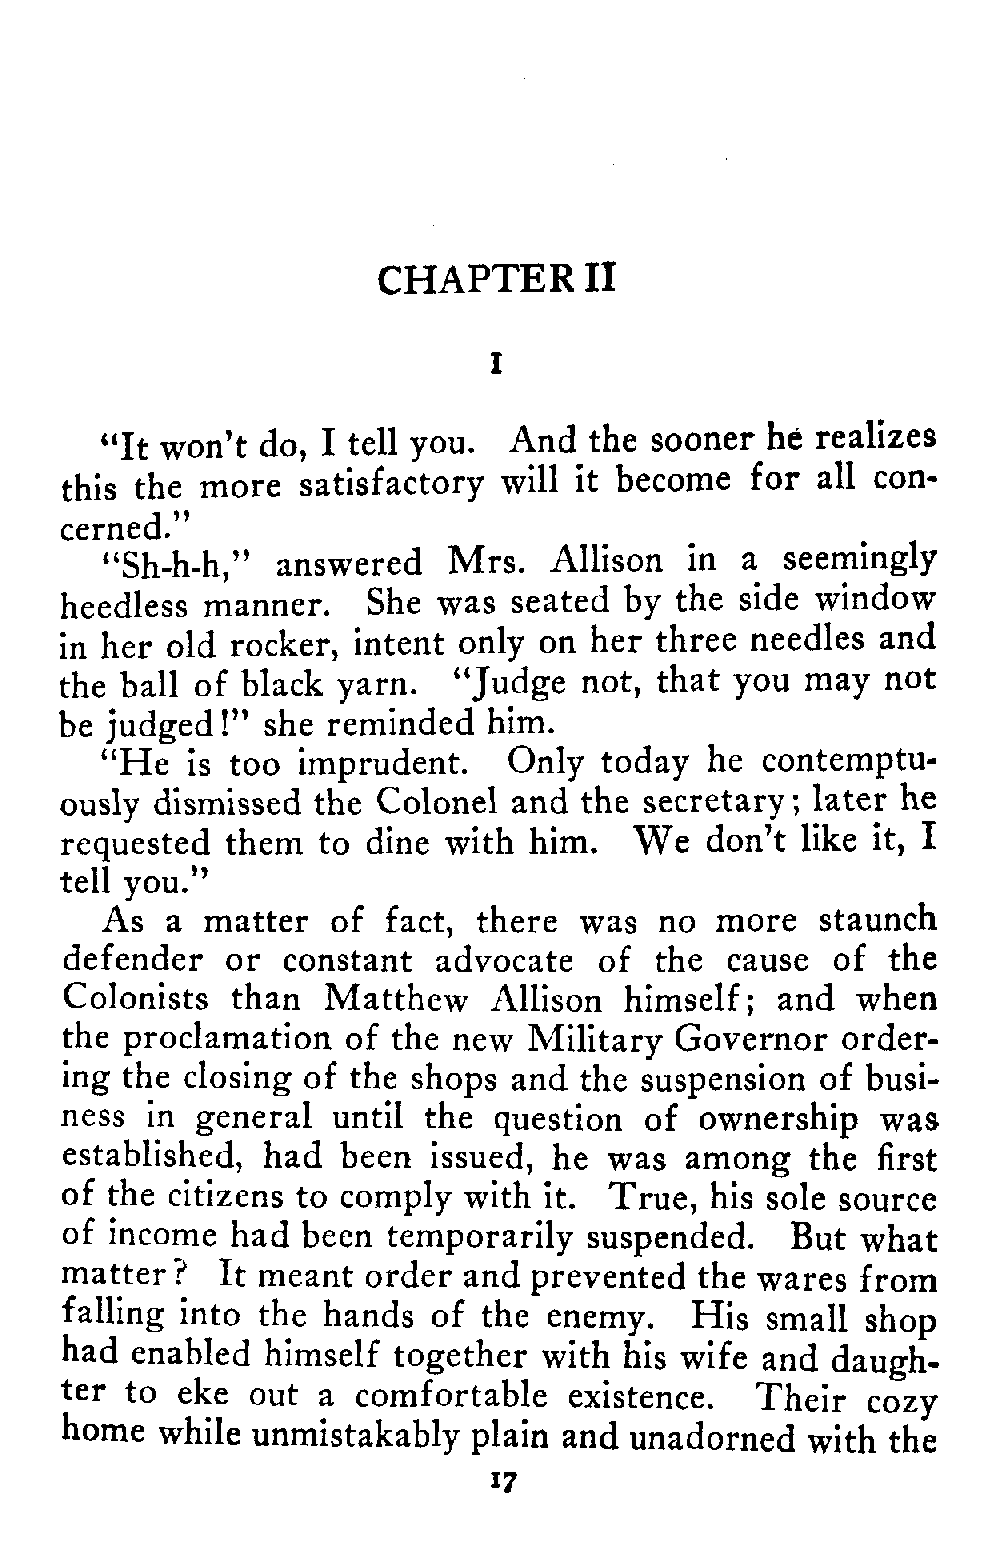 CHAPTER II
I
“It won’t do, I tell you. And the sooner he realizes
this the more satisfactory will it become for all con-
cerned.”
“Sh-h-h,” answered Mrs. Allison in a seemingly
heedless manner. She was seated by the side window
in her old rocker, intent only on her three needles and
the ball of black yarn. “Judge not, that you may not
be judged!” she reminded him.
“He is too imprudent. Only today he contemptu-
ously dismissed the Colonel and the secretary; later he
requested them to dine with him. We don’t like it, I
tell you.”
As a matter of fact, there was no more staunch
defender or constant advocate of the cause of the
Colonists than Matthew Allison himself; and when
the proclamation of the new Military Governor order-
ing the closing of the shops and the suspension of busi-
ness in general until the question of ownership was
established, had been issued, he was among the first
of the citizens to comply with it. True, his sole source
of income had been temporarily suspended. But what
matter? It meant order and prevented the wares from
falling into the hands of the enemy. His small shop
had enabled himself together with his wife and daugh-
ter to eke out a comfortable existence. Their cozy
home while unmistakably plain and unadorned with the
17